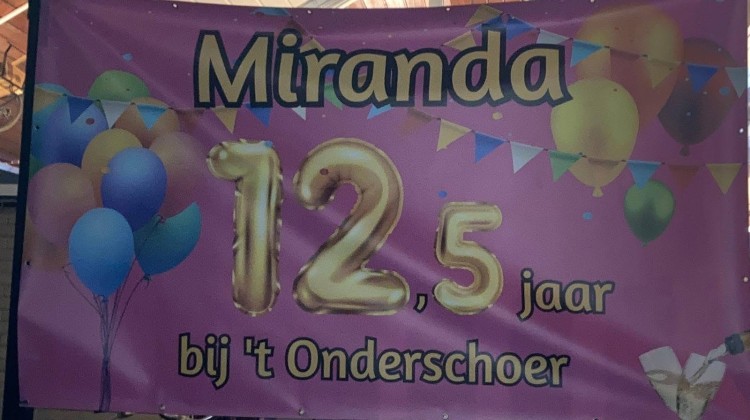 Miranda
12,5 jaar
bij 't Onderschoer